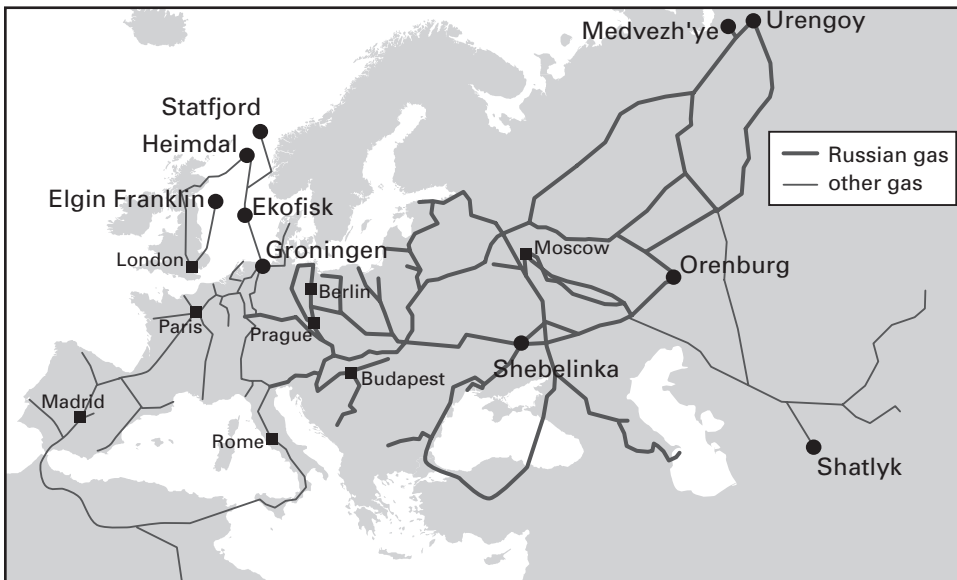 Urengoy
Medvezh'ye
Statfjord
Heimdal
Russian gas
other gas
Elgin Franklin
Ekofisk
London
Groningen
Moscow
Orenburg
Berlin
Paris
Prague
Shebelinka
Budapest
Madrid
Rome
Shatlyk